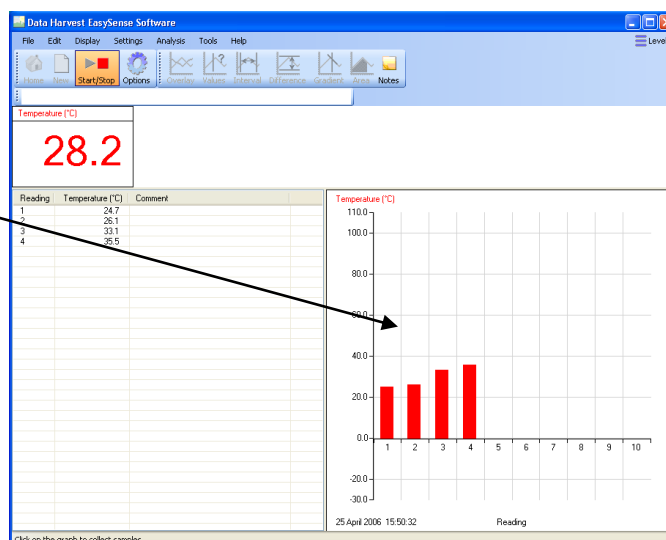 Data Harvest EasySense Software
File Edit Display Settings Analysis Tools Help
Level
Home New Start/Stop Options Overlay Values Interval Difference Gradient Area Notes
Temperature (°C)
28.2
Reading Temperature (°C) Comment
1 24.7
2 26.1
3 33.1
4 35.5
Temperature (°C)
110.0
100.0
80.0
60.0
40.0
20.0
0.0
1 2 3 4 5 6 7 8 9 10
-20.0
-30.0
25 April 2006 15:50:32 Reading
Click on the graph to collect samples